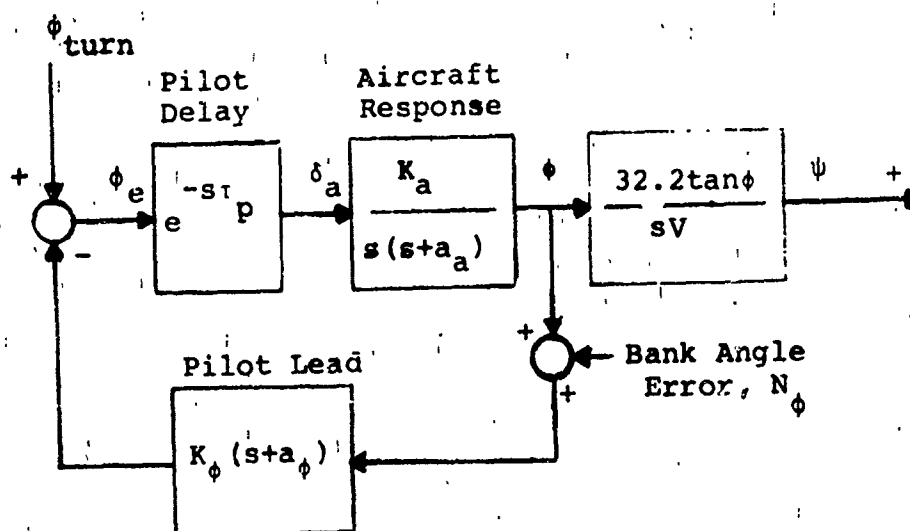 ϕturn
Pilot
Delay
Aircraft
Response
+
ϕe
e^-sτp
δa
Ka
s(s+aa)
ϕ
32.2tanϕ
sV
ψ
+
-
+
Bank Angle
Error, Nϕ
+
Pilot Lead
Kϕ(s+aϕ)